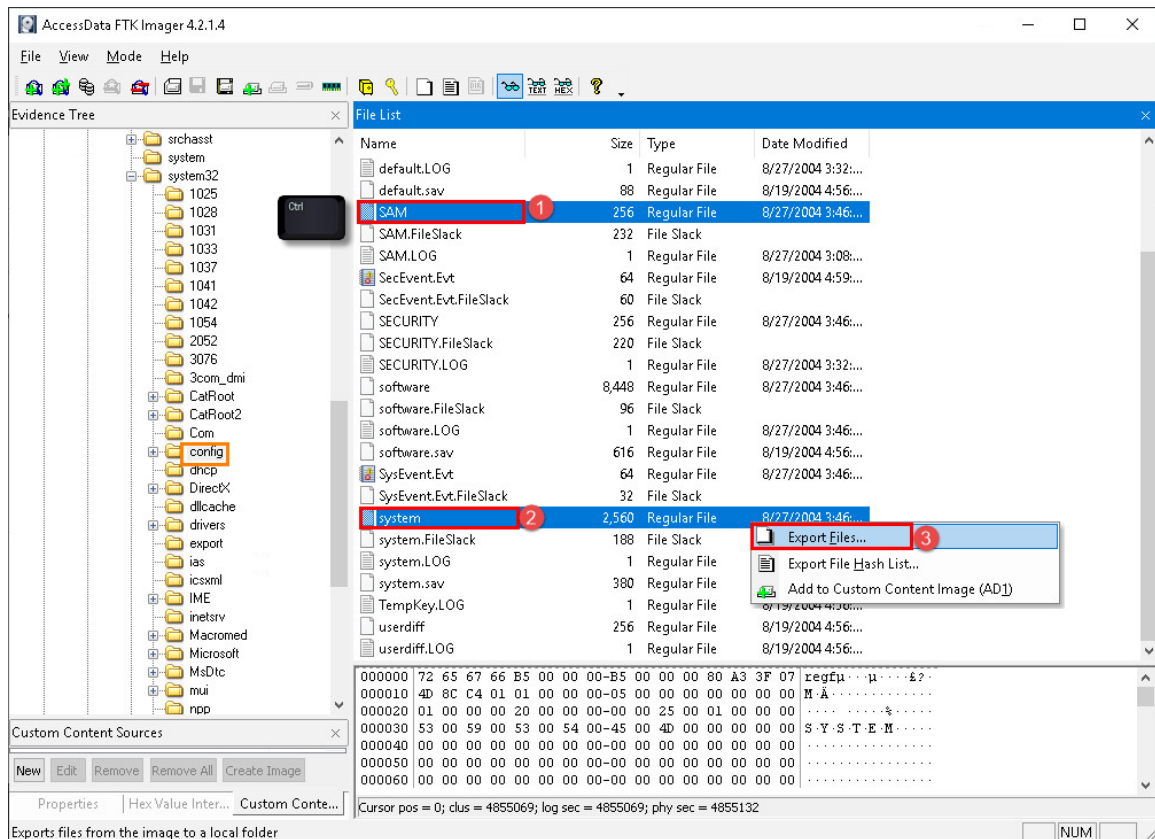 AccessData FTK Imager 4.2.1.4
File View Mode Help
Evidence Tree
srchasst
system
system32
1025
1028
1031
1033
1037
1041
1042
1054
2052
3076
3com_dmi
CatRoot
CatRoot2
Com
config
dhcp
DirectX
dllcache
drivers
export
ias
icsxml
IME
inetsrv
Macromed
Microsoft
MsDtc
mui
npp
Ctrl
Custom Content Sources
New Edit Remove Remove All Create Image
Properties Hex Value Inter... Custom Conte...
File List
Name Size Type Date Modified
default.LOG 1 Regular File 8/27/2004 3:32:...
default.sav 88 Regular File 8/19/2004 4:56:...
SAM 1 256 Regular File 8/27/2004 3:46:...
SAM.FileSlack 232 File Slack
SAM.LOG 1 Regular File 8/27/2004 3:08:...
SecEvent.Evt 64 Regular File 8/19/2004 4:59:...
SecEvent.Evt.FileSlack 60 File Slack
SECURITY 256 Regular File 8/27/2004 3:46:...
SECURITY.FileSlack 220 File Slack
SECURITY.LOG 1 Regular File 8/27/2004 3:32:...
software 8,448 Regular File 8/27/2004 3:46:...
software.FileSlack 96 File Slack
software.LOG 1 Regular File 8/27/2004 3:46:...
software.sav 616 Regular File 8/19/2004 4:56:...
SysEvent.Evt 64 Regular File 8/27/2004 3:46:...
SysEvent.Evt.FileSlack 32 File Slack
system 2 2,560 Regular File 8/27/2004 3:46:...
system.FileSlack 188 File Slack
system.LOG 1 Regular File
system.sav 380 Regular File
TempKey.LOG 1 Regular File 8/19/2004 4:56:...
userdiff 256 Regular File 8/19/2004 4:56:...
userdiff.LOG 1 Regular File 8/19/2004 4:56:...
Export Files... 3
Export File Hash List...
Add to Custom Content Image (AD1)
000000 72 65 67 66 B5 00 00 00-B5 00 00 00 80 A3 3F 07 regfµ···µ····£?·
000010 4D 8C C4 01 01 00 00 00-05 00 00 00 00 00 00 00 M·Ä·············
000020 01 00 00 00 20 00 00 00-00 00 25 00 01 00 00 00 ···· ·····%·····
000030 53 00 59 00 53 00 54 00-45 00 4D 00 00 00 00 00 S·Y·S·T·E·M·····
000040 00 00 00 00 00 00 00 00-00 00 00 00 00 00 00 00 ················
000050 00 00 00 00 00 00 00 00-00 00 00 00 00 00 00 00 ················
000060 00 00 00 00 00 00 00 00-00 00 00 00 00 00 00 00 ················
Cursor pos = 0; clus = 4855069; log sec = 4855069; phy sec = 4855132
Exports files from the image to a local folder NUM